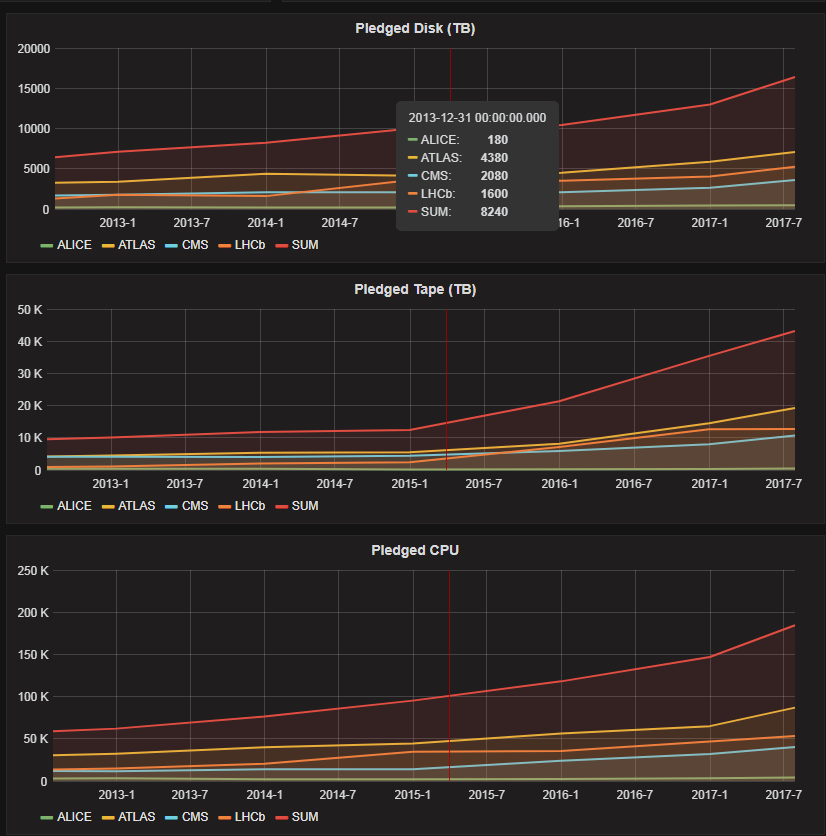 Pledged Disk (TB)
20000
15000
10000
5000
0
2013-12-31 00:00:00.000
ALICE: 180
ATLAS: 4380
CMS: 2080
LHCb: 1600
SUM: 8240
2013-1 2013-7 2014-1 2014-7 16-1 2016-7 2017-1 2017-7
ALICE ATLAS CMS LHCb SUM
Pledged Tape (TB)
50 K
40 K
30 K
20 K
10 K
0
2013-1 2013-7 2014-1 2014-7 2015-1 2015-7 2016-1 2016-7 2017-1 2017-7
ALICE ATLAS CMS LHCb SUM
Pledged CPU
250 K
200 K
150 K
100 K
50 K
0
2013-1 2013-7 2014-1 2014-7 2015-1 2015-7 2016-1 2016-7 2017-1 2017-7
ALICE ATLAS CMS LHCb SUM